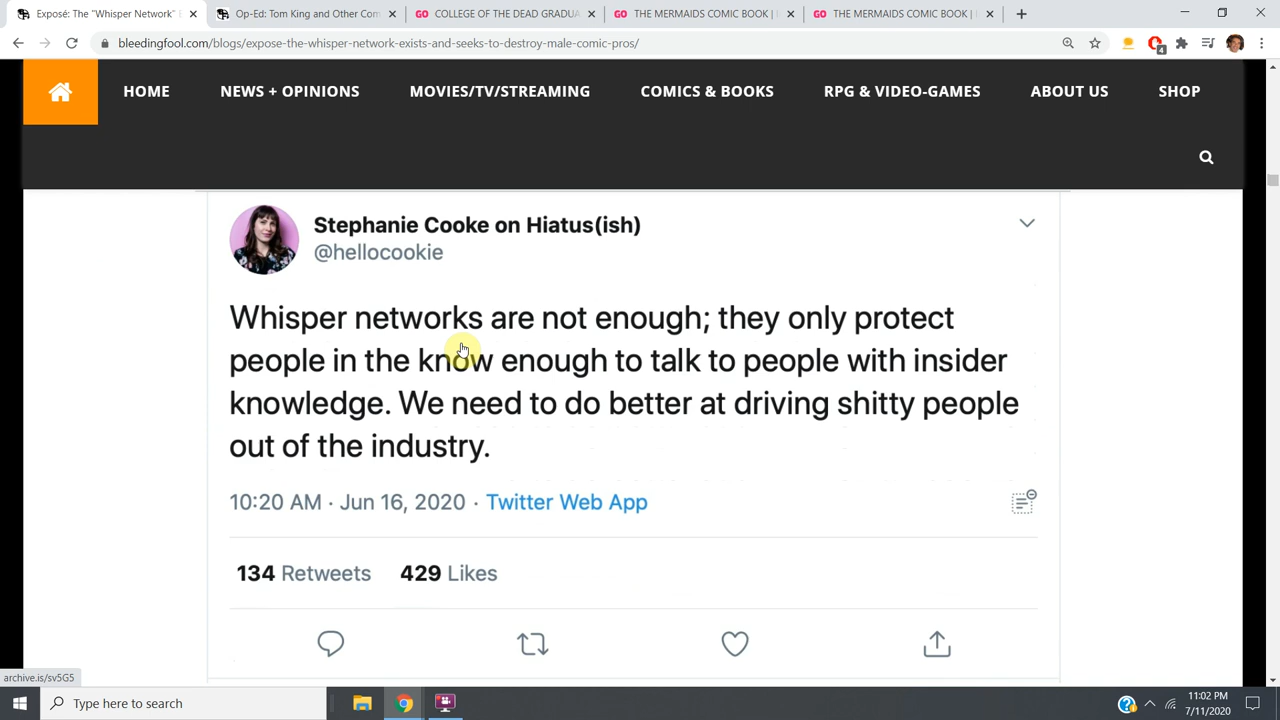 Exposé: The "Whisper Network" E
Op-Ed: Tom King and Other Com
GO COLLEGE OF THE DEAD GRADUA
GO THE MERMAIDS COMIC BOOK | I
GO THE MERMAIDS COMIC BOOK | I
bleedingfool.com/blogs/expose-the-whisper-network-exists-and-seeks-to-destroy-male-comic-pros/
4
HOME NEWS + OPINIONS MOVIES/TV/STREAMING COMICS & BOOKS RPG & VIDEO-GAMES ABOUT US SHOP
Stephanie Cooke on Hiatus(ish)
@hellocookie
Whisper networks are not enough; they only protect
people in the know enough to talk to people with insider
knowledge. We need to do better at driving shitty people
out of the industry.
10:20 AM · Jun 16, 2020 · Twitter Web App
134 Retweets 429 Likes
archive.is/sv5G5
Type here to search
11:02 PM
7/11/2020